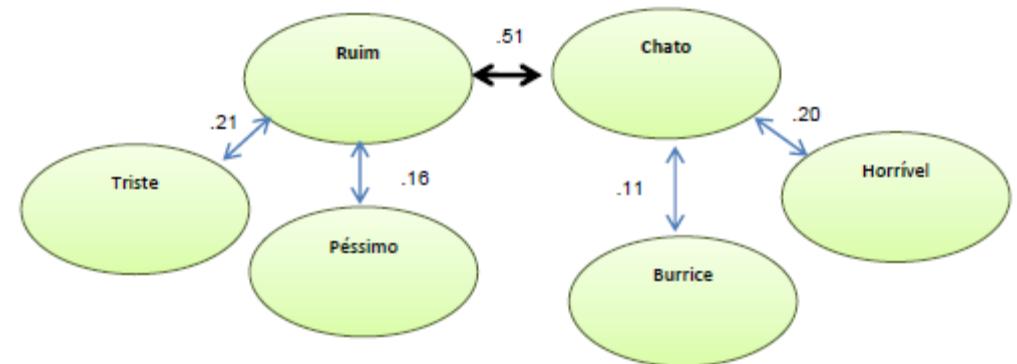 .51
Ruim
Chato
.21
.20
Triste
.16
.11
Horrível
Péssimo
Burrice